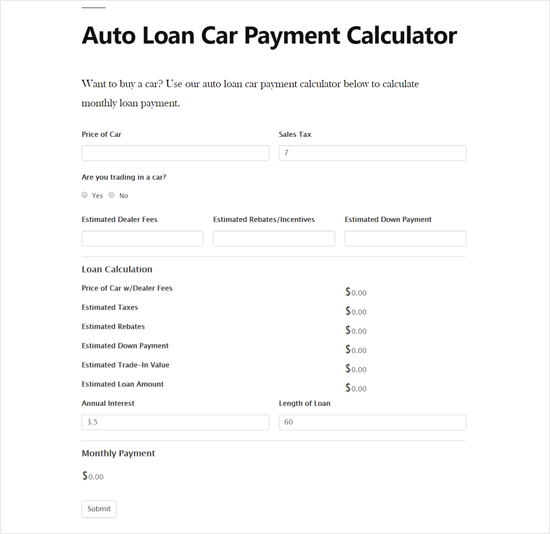 Auto Loan Car Payment Calculator
Want to buy a car? Use our auto loan car payment calculator below to calculate
monthly loan payment.
Price of Car Sales Tax
7
Are you trading in a car?
Yes No
Estimated Dealer Fees Estimated Rebates/Incentives Estimated Down Payment
Loan Calculation
Price of Car w/Dealer Fees $0.00
Estimated Taxes $0.00
Estimated Rebates $0.00
Estimated Down Payment $0.00
Estimated Trade-In Value $0.00
Estimated Loan Amount $0.00
Annual Interest Length of Loan
3.5 60
Monthly Payment
$0.00
Submit